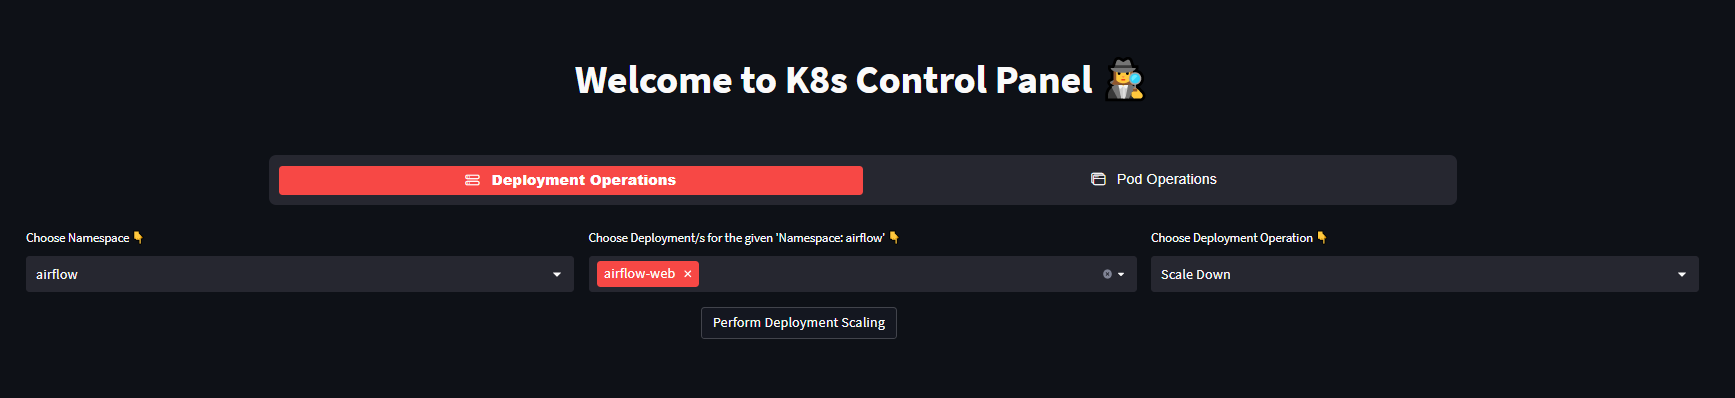 Welcome to K8s Control Panel 🕵️
Deployment Operations
Pod Operations
Choose Namespace 👇
Choose Deployment/s for the given 'Namespace: airflow' 👇
Choose Deployment Operation 👇
airflow
airflow-web ×
Scale Down
Perform Deployment Scaling